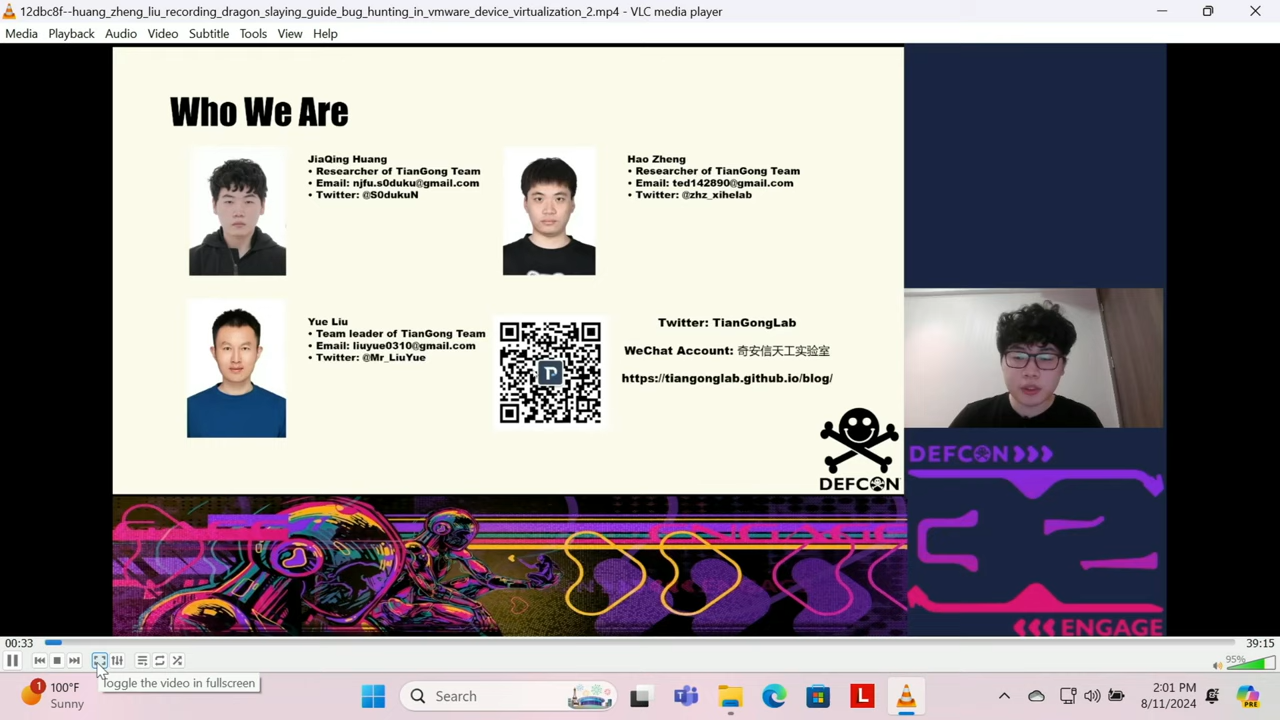 12dbc8f--huang_zheng_liu_recording_dragon_slaying_guide_bug_hunting_in_vmware_device_virtualization_2.mp4 - VLC media player
Media Playback Audio Video Subtitle Tools View Help
Who We Are
JiaQing Huang
• Researcher of TianGong Team
• Email: njfu.s0duku@gmail.com
• Twitter: @S0dukuN
Hao Zheng
• Researcher of TianGong Team
• Email: ted142890@gmail.com
• Twitter: @zhz_xihelab
Yue Liu
• Team leader of TianGong Team
• Email: liuyue0310@gmail.com
• Twitter: @Mr_LiuYue
Twitter: TianGongLab
WeChat Account: 奇安信天工实验室
https://tiangonglab.github.io/blog/
DEFCON
DEFCON
ENGAGE
00:33
39:15
95%
Toggle the video in fullscreen
1
100°F
Sunny
Search
L
2:01 PM
8/11/2024
PRE